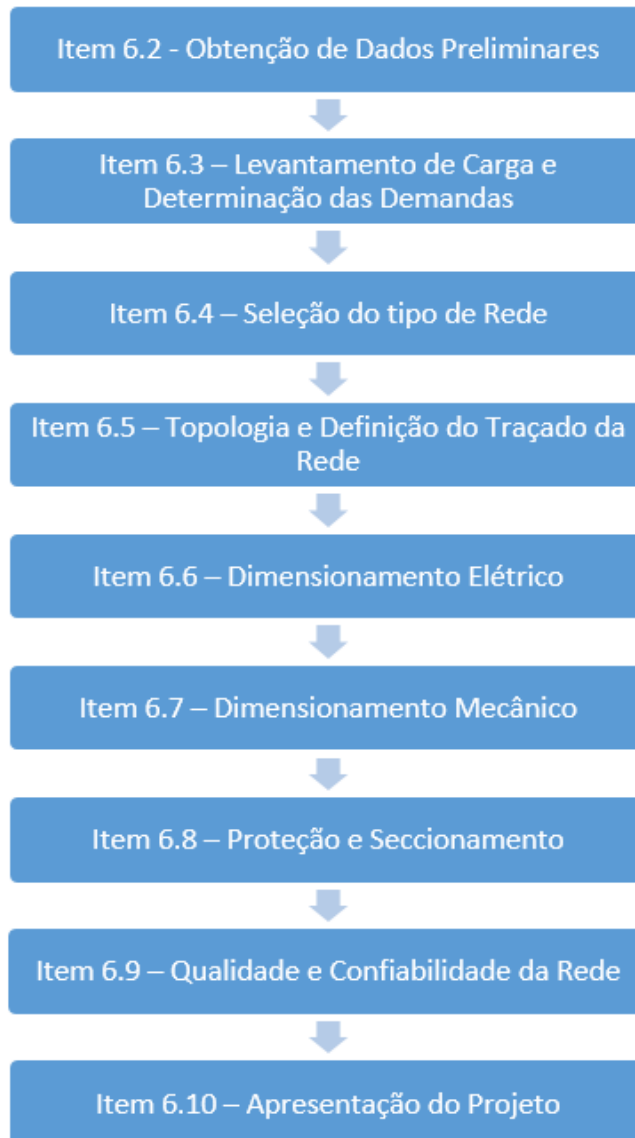 Item 6.2 - Obtenção de Dados Preliminares
Item 6.3 – Levantamento de Carga e
Determinação das Demandas
Item 6.4 – Seleção do tipo de Rede
Item 6.5 – Topologia e Definição do Traçado da
Rede
Item 6.6 – Dimensionamento Elétrico
Item 6.7 – Dimensionamento Mecânico
Item 6.8 – Proteção e Seccionamento
Item 6.9 – Qualidade e Confiabilidade da Rede
Item 6.10 – Apresentação do Projeto